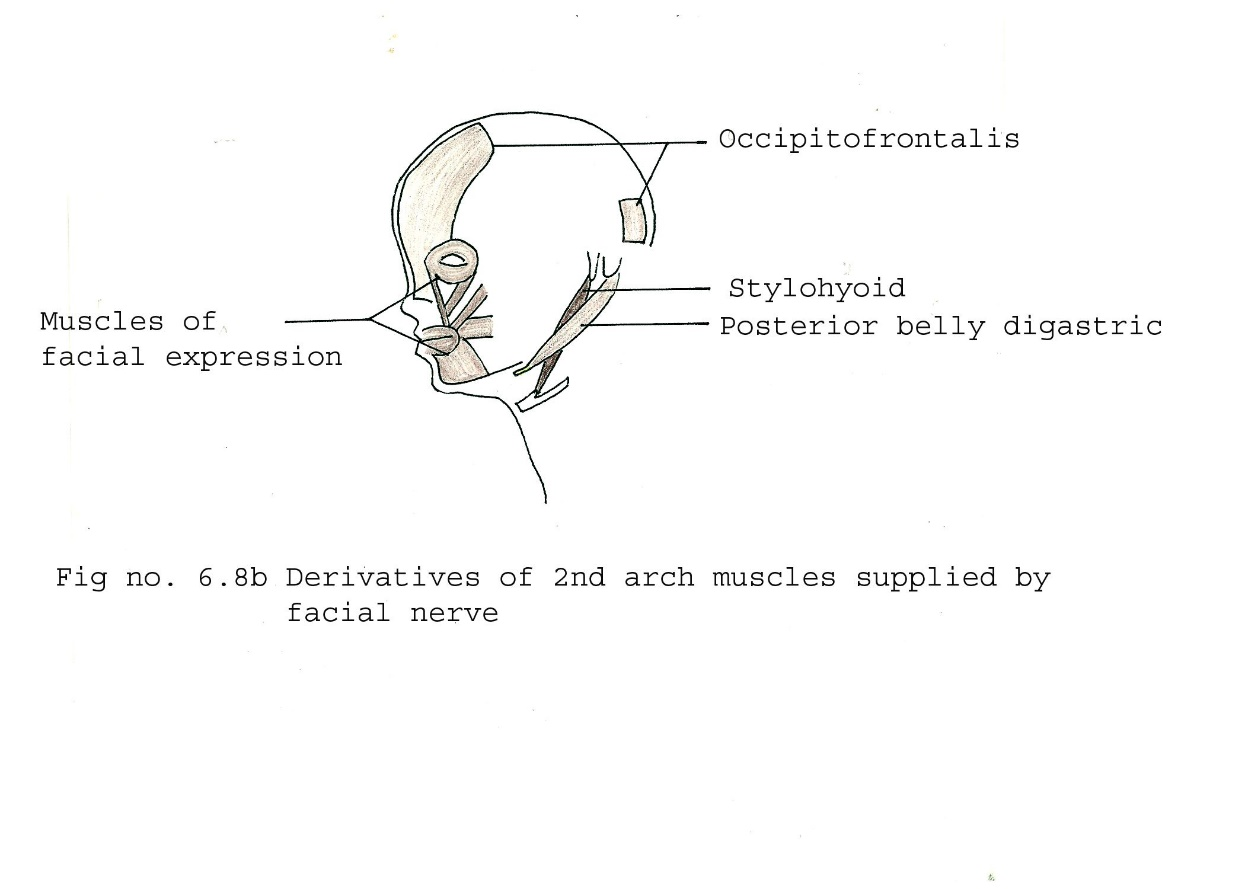 Occipitofrontalis
Stylohyoid
Posterior belly digastric
Muscles of
facial expression
Fig no. 6.8b Derivatives of 2nd arch muscles supplied by
facial nerve